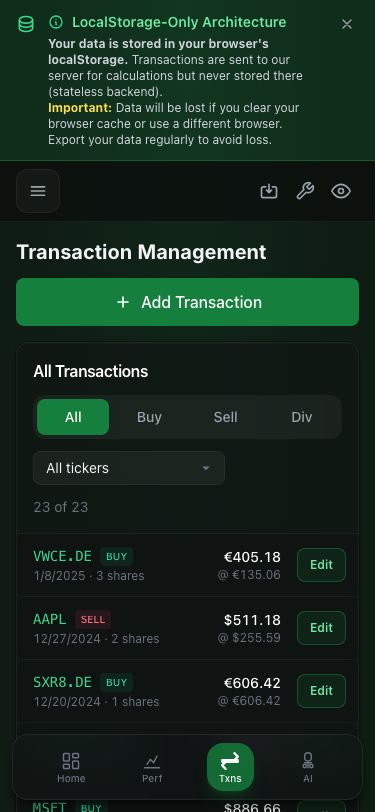 LocalStorage-Only Architecture
Your data is stored in your browser's
localStorage. Transactions are sent to our
server for calculations but never stored there
(stateless backend).
Important: Data will be lost if you clear your
browser cache or use a different browser.
Export your data regularly to avoid loss.
Transaction Management
+ Add Transaction
All Transactions
All Buy Sell Div
All tickers
23 of 23
VWCE.DE BUY €405.18 Edit
1/8/2025 · 3 shares @ €135.06
AAPL SELL $511.18 Edit
12/27/2024 · 2 shares @ $255.59
SXR8.DE BUY €606.42 Edit
12/20/2024 · 1 shares @ €606.42
Home Perf Txns AI
MSFT BUY $886.66